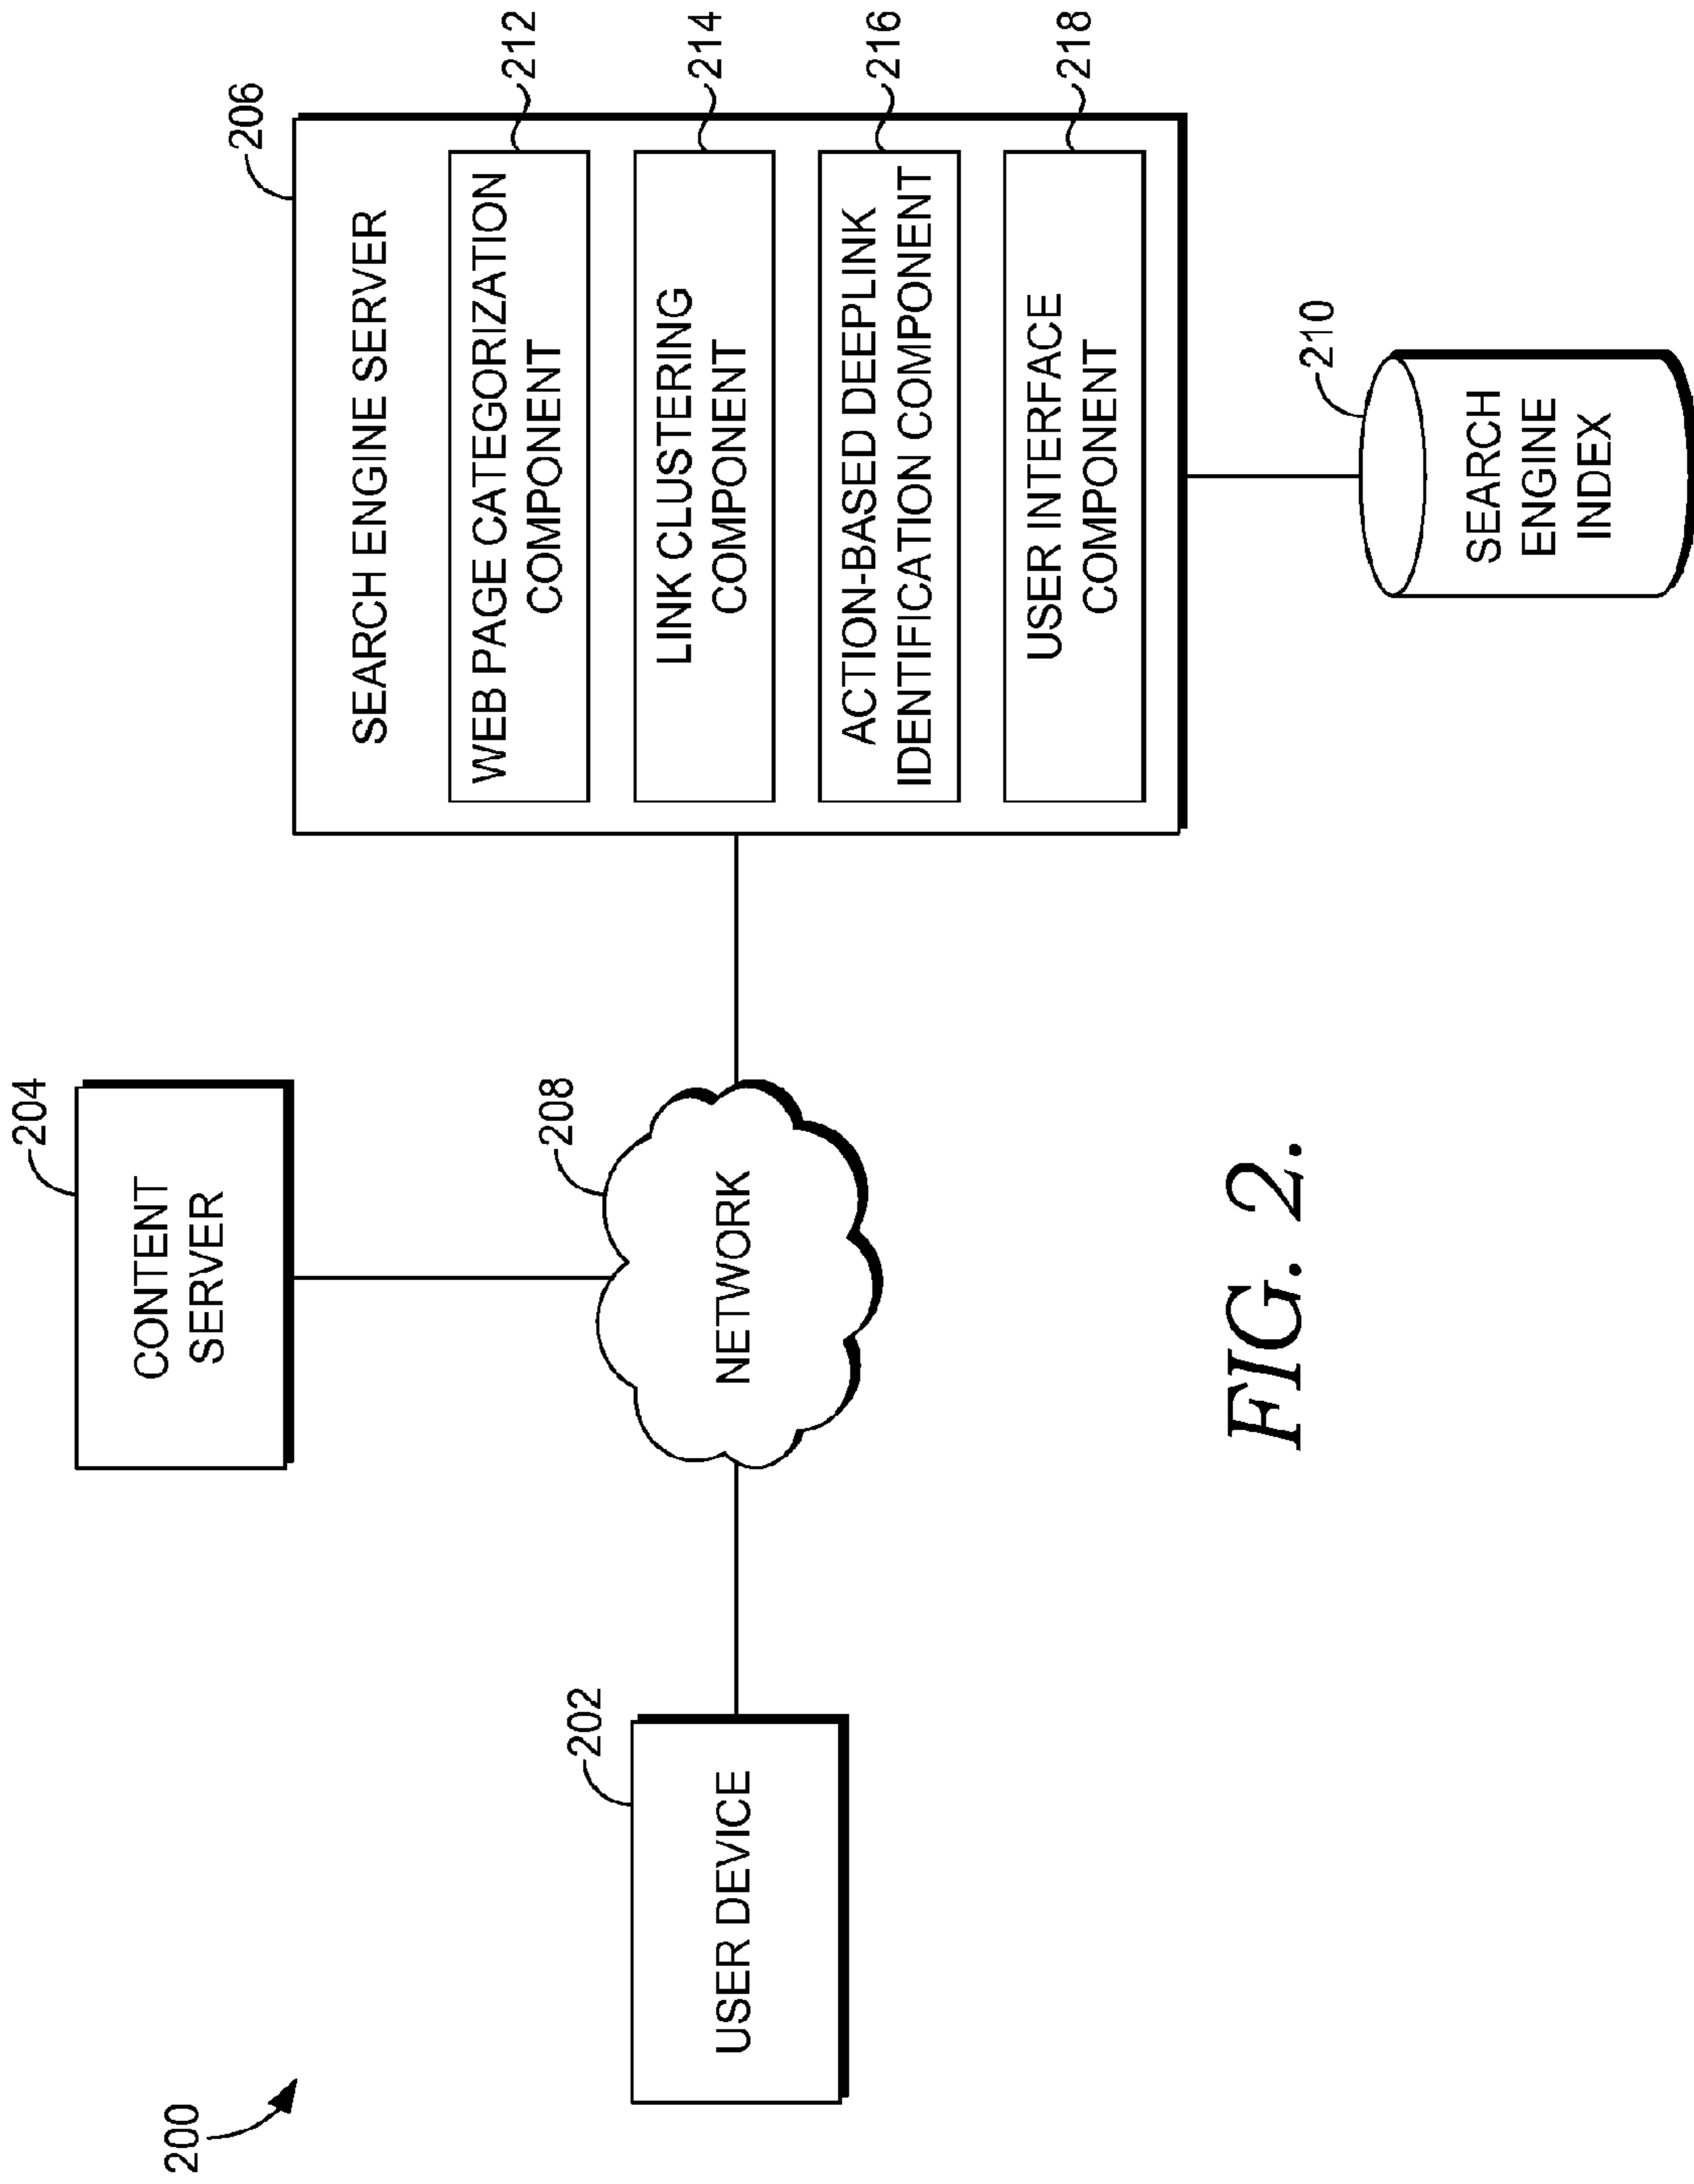 200
CONTENT
SERVER
204
206
SEARCH ENGINE SERVER
WEB PAGE CATEGORIZATION
COMPONENT
212
LINK CLUSTERING
COMPONENT
214
ACTION-BASED DEEPLINK
IDENTIFICATION COMPONENT
216
USER INTERFACE
COMPONENT
218
202
USER DEVICE
208
NETWORK
210
SEARCH
ENGINE
INDEX
FIG. 2.